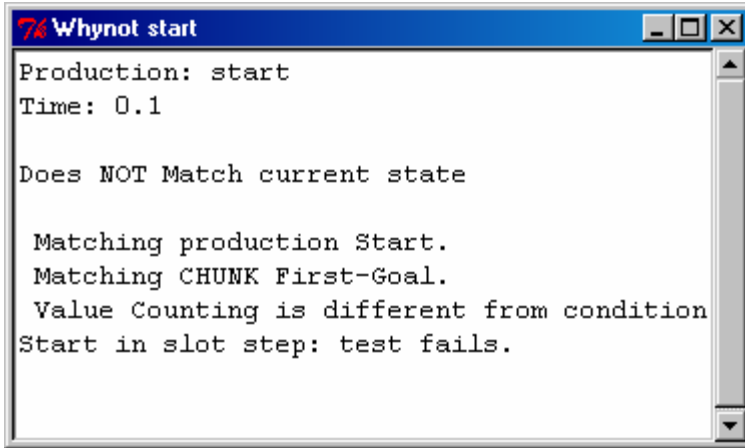 Whynot start
Production: start
Time: 0.1
Does NOT Match current state
Matching production Start.
Matching CHUNK First-Goal.
Value Counting is different from condition
Start in slot step: test fails.